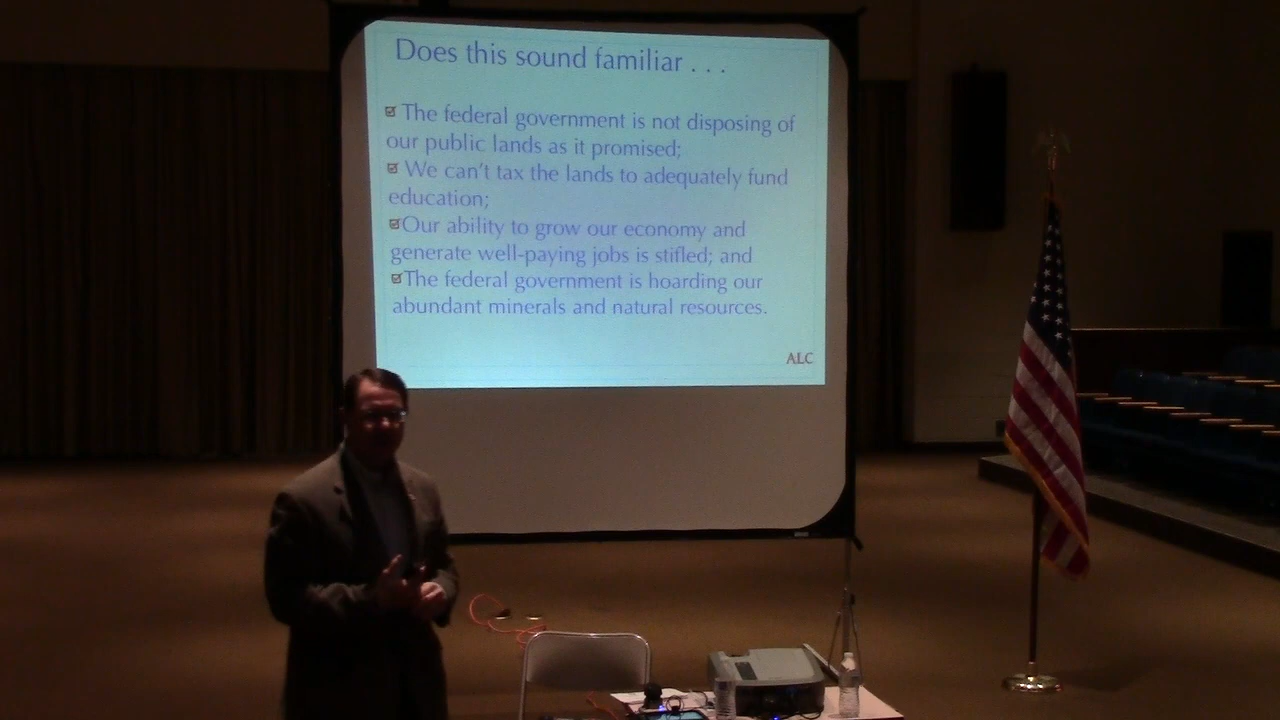 Does this sound familiar . . .
The federal government is not disposing of
our public lands as it promised;
We can't tax the lands to adequately fund
education;
Our ability to grow our economy and
generate well-paying jobs is stifled; and
The federal government is hoarding our
abundant minerals and natural resources.
ALC